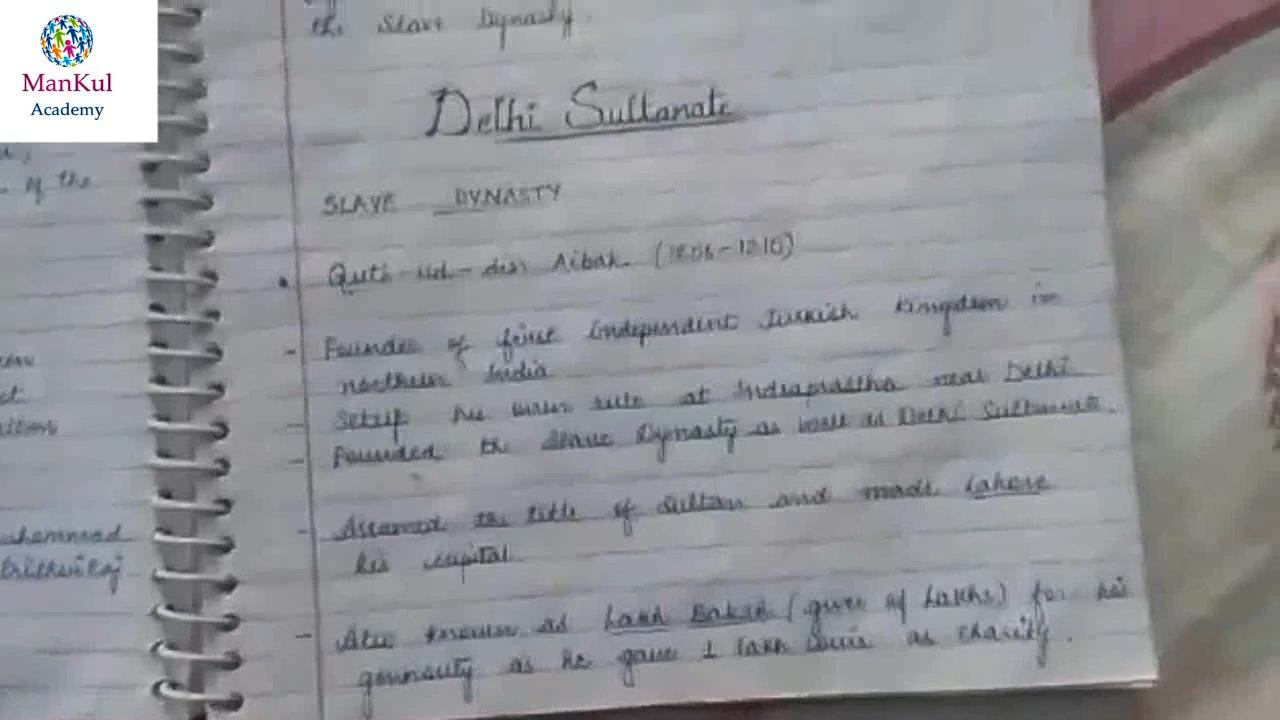 ManKul
Academy
the Slave Dynasty.
Delhi Sultanate
SLAVE DYNASTY
• Qutb-Ud-din Aibak (1206-1210)
- Founder of first Independent Turkish Kingdom in
northern India
- Setup his own rule at Indraprastha near Delhi
- Founded the Slave Dynasty as well as Delhi Sultanate.
- Assumed the title of Sultan and made Lahore
his capital
- Also known as Lakh Baksh (giver of Lakhs) for his
generosity as he gave 1 lakh coins as charity.
of the